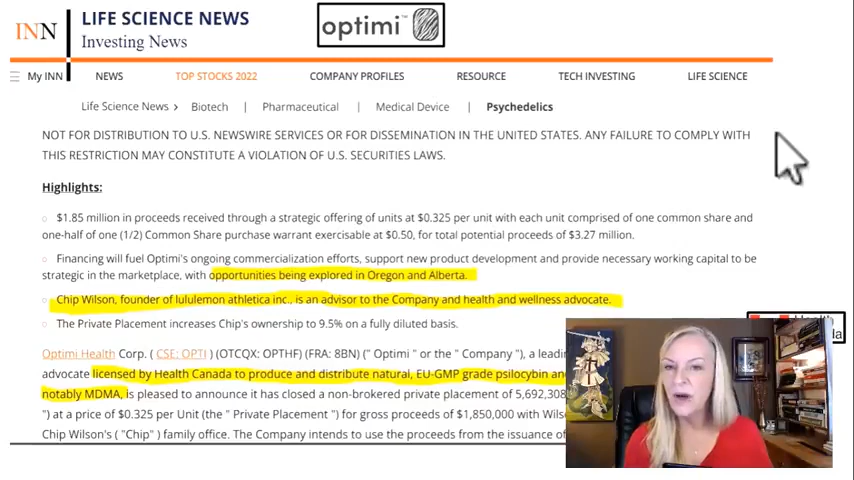 INN
LIFE SCIENCE NEWS
Investing News
optimi™
My INN NEWS TOP STOCKS 2022 COMPANY PROFILES RESOURCE TECH INVESTING LIFE SCIENCE
Life Science News > Biotech | Pharmaceutical | Medical Device | Psychedelics
NOT FOR DISTRIBUTION TO U.S. NEWSWIRE SERVICES OR FOR DISSEMINATION IN THE UNITED STATES. ANY FAILURE TO COMPLY WITH
THIS RESTRICTION MAY CONSTITUTE A VIOLATION OF U.S. SECURITIES LAWS.
Highlights:
$1.85 million in proceeds received through a strategic offering of units at $0.325 per unit with each unit comprised of one common share and
one-half of one (1/2) Common Share purchase warrant exercisable at $0.50, for total potential proceeds of $3.27 million.
Financing will fuel Optimi's ongoing commercialization efforts, support new product development and provide necessary working capital to be
strategic in the marketplace, with opportunities being explored in Oregon and Alberta.
Chip Wilson, founder of lululemon athletica inc., is an advisor to the Company and health and wellness advocate.
The Private Placement increases Chip's ownership to 9.5% on a fully diluted basis.
Optimi Health Corp. ( CSE: OPTI ) (OTCQX: OPTHF) (FRA: 8BN) (" Optimi " or the " Company "), a leadi
advocate licensed by Health Canada to produce and distribute natural, EU-GMP grade psilocybin an
notably MDMA, is pleased to announce it has closed a non-brokered private placement of 5,692,308
") at a price of $0.325 per Unit (the " Private Placement ") for gross proceeds of $1,850,000 with Wils
Chip Wilson's ( "Chip") family office. The Company intends to use the proceeds from the issuance of